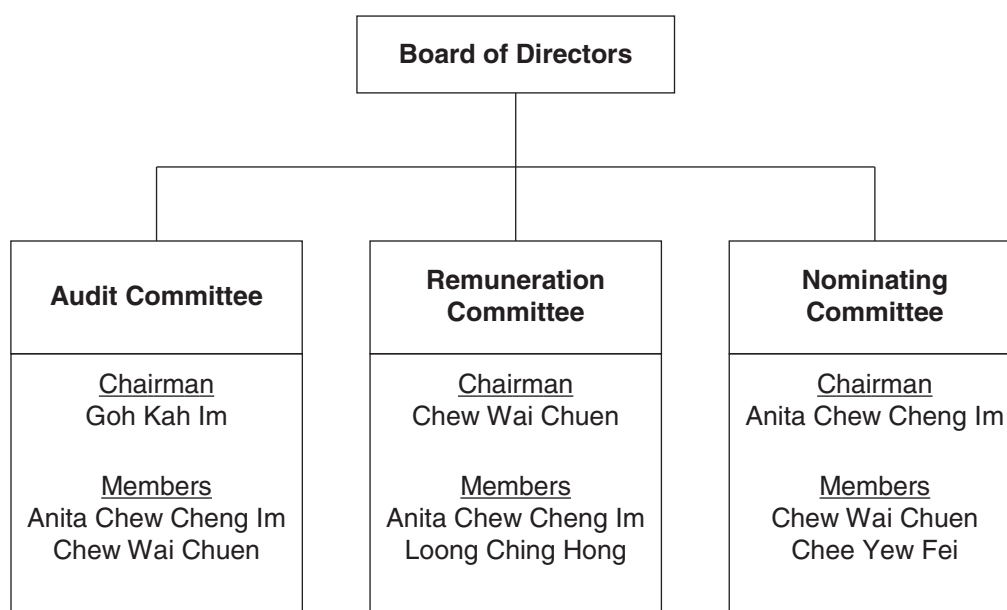 Board of Directors
Audit Committee
Chairman
Goh Kah Im
Members
Anita Chew Cheng Im
Chew Wai Chuen
Remuneration
Committee
Chairman
Chew Wai Chuen
Members
Anita Chew Cheng Im
Loong Ching Hong
Nominating
Committee
Chairman
Anita Chew Cheng Im
Members
Chew Wai Chuen
Chee Yew Fei